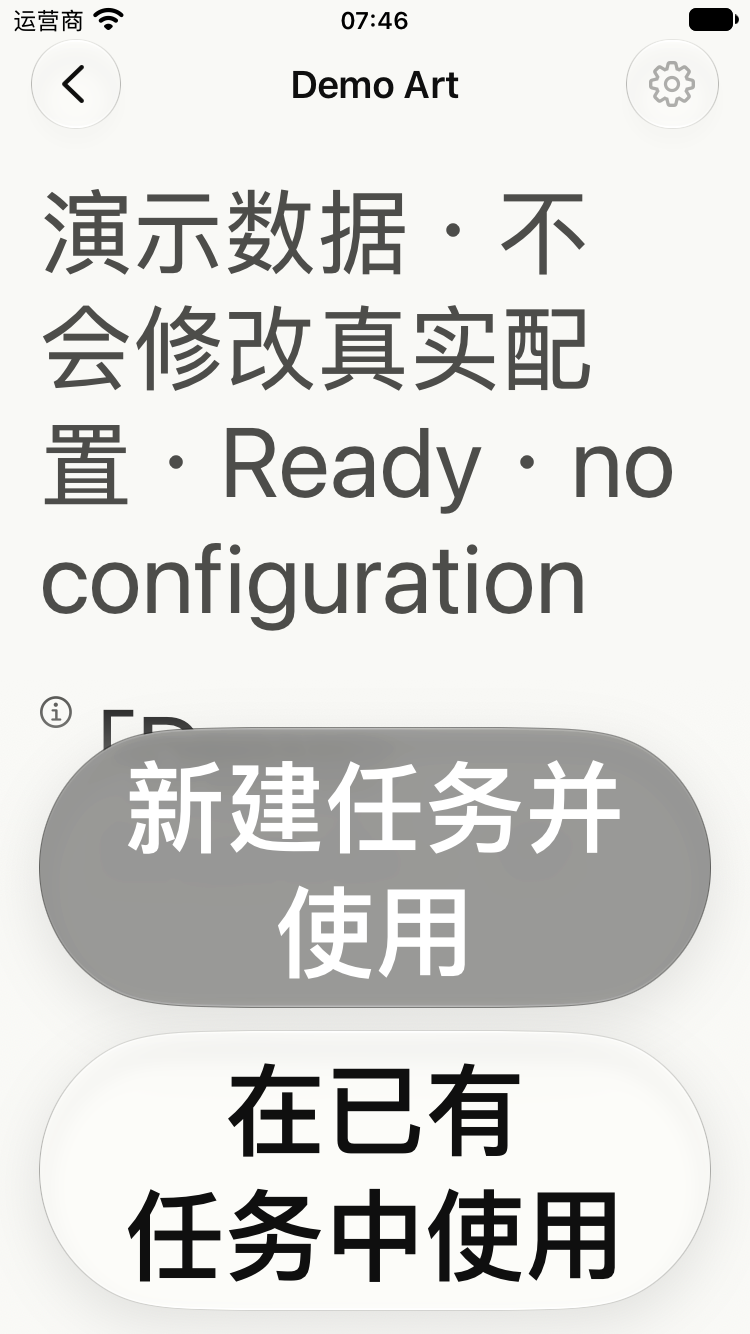 运营商
07:46
Demo Art
演示数据 · 不
会修改真实配
置 · Ready · no
configuration
新建任务并
使用
在已有
任务中使用